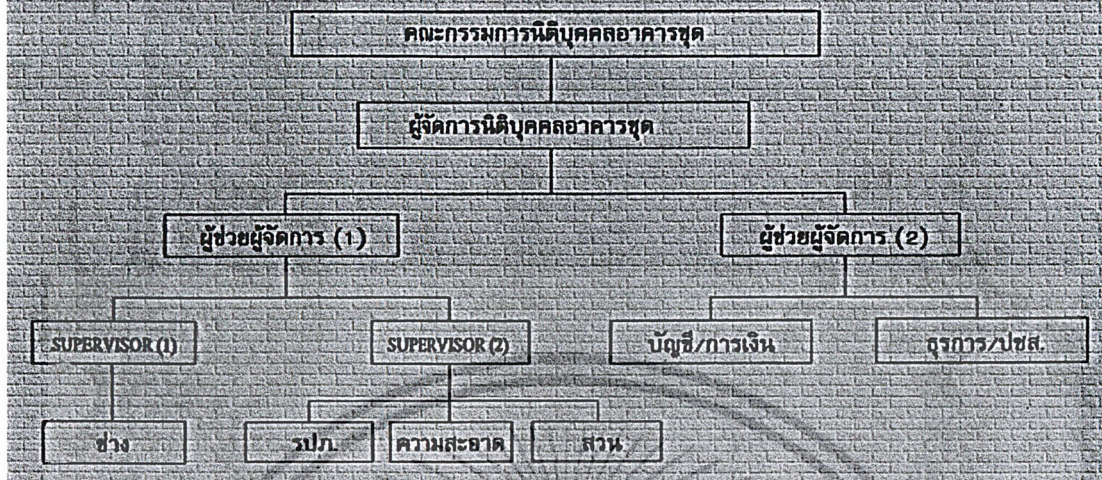 คณะกรรมการนิติบุคคลอาคารชุด
ผู้จัดการนิติบุคคลอาคารชุด
ผู้ช่วยผู้จัดการ (1)
ผู้ช่วยผู้จัดการ (2)
SUPERVISOR (1)
SUPERVISOR (2)
บัญชี/การเงิน
ธุรการ/ปชส.
ช่าง
รปภ.
ความสะอาด
สวน